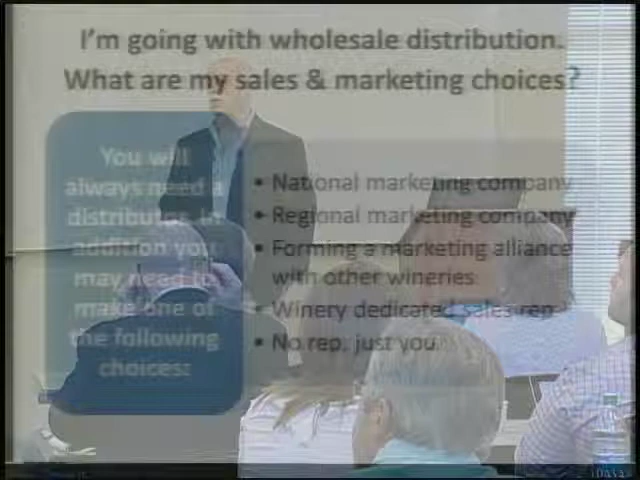 I'm going with wholesale distribution.
What are my sales & marketing choices?
You will
always need a
distributor. In
addition you
may need to
make one of
the following
choices:
• National marketing company
• Regional marketing company
• Forming a marketing alliance
with other wineries
• Winery dedicated sales rep
• No rep, just you.